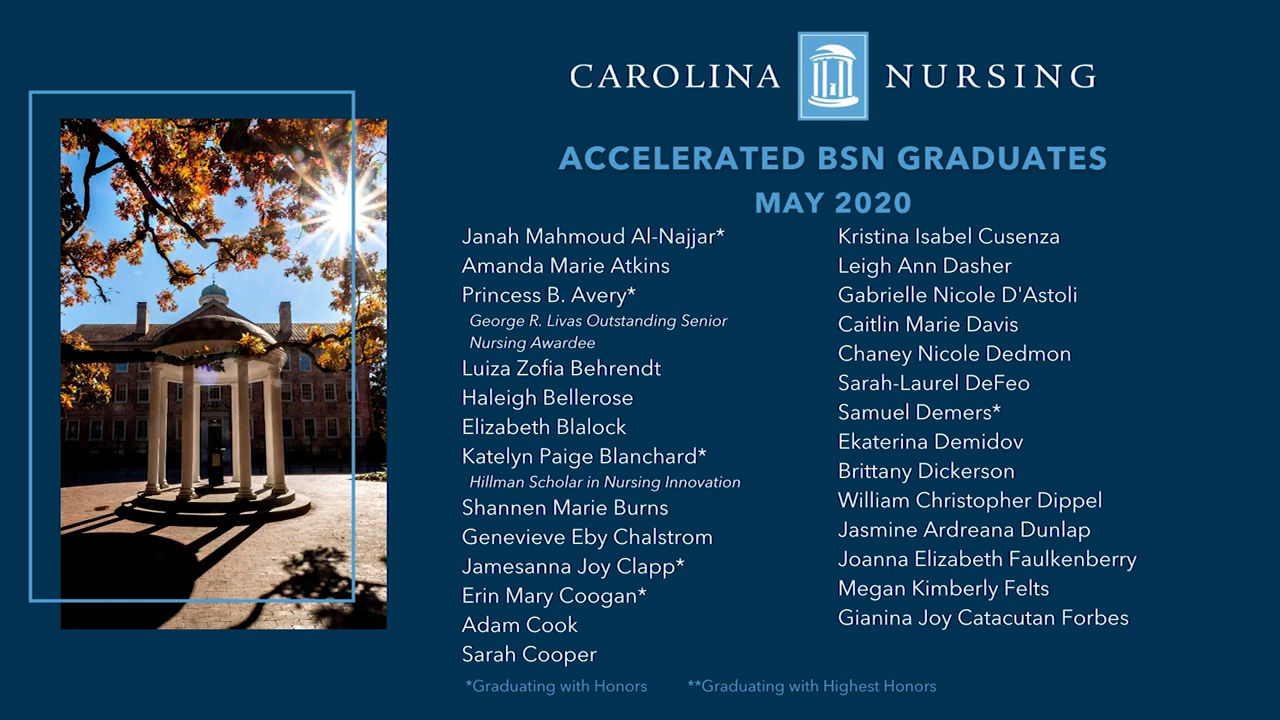 CAROLINA NURSING
ACCELERATED BSN GRADUATES
MAY 2020
Janah Mahmoud Al-Najjar*
Amanda Marie Atkins
Princess B. Avery*
George R. Livas Outstanding Senior
Nursing Awardee
Luiza Zofia Behrendt
Haleigh Bellerose
Elizabeth Blalock
Katelyn Paige Blanchard*
Hillman Scholar in Nursing Innovation
Shannen Marie Burns
Genevieve Eby Chalstrom
Jamesanna Joy Clapp*
Erin Mary Coogan*
Adam Cook
Sarah Cooper
Kristina Isabel Cusenza
Leigh Ann Dasher
Gabrielle Nicole D'Astoli
Caitlin Marie Davis
Chaney Nicole Dedmon
Sarah-Laurel DeFeo
Samuel Demers*
Ekaterina Demidov
Brittany Dickerson
William Christopher Dippel
Jasmine Ardreana Dunlap
Joanna Elizabeth Faulkenberry
Megan Kimberly Felts
Gianina Joy Catacutan Forbes
*Graduating with Honors
**Graduating with Highest Honors